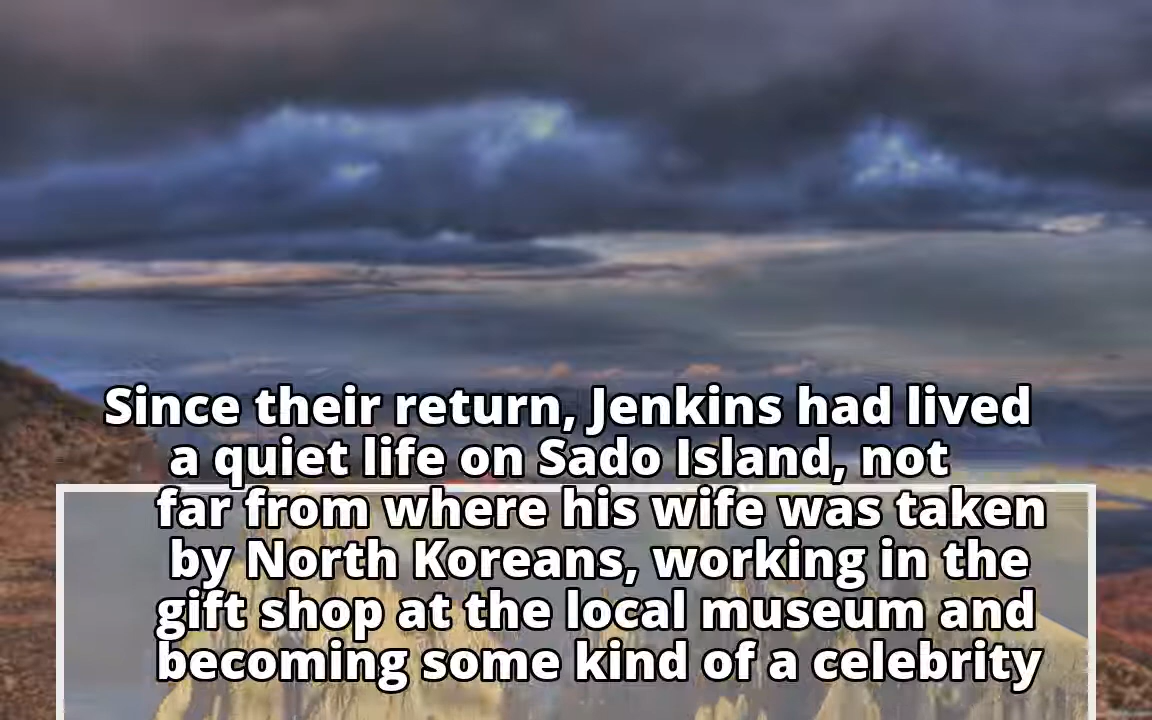 Since their return, Jenkins had lived
a quiet life on Sado Island, not
far from where his wife was taken
by North Koreans, working in the
gift shop at the local museum and
becoming some kind of a celebrity